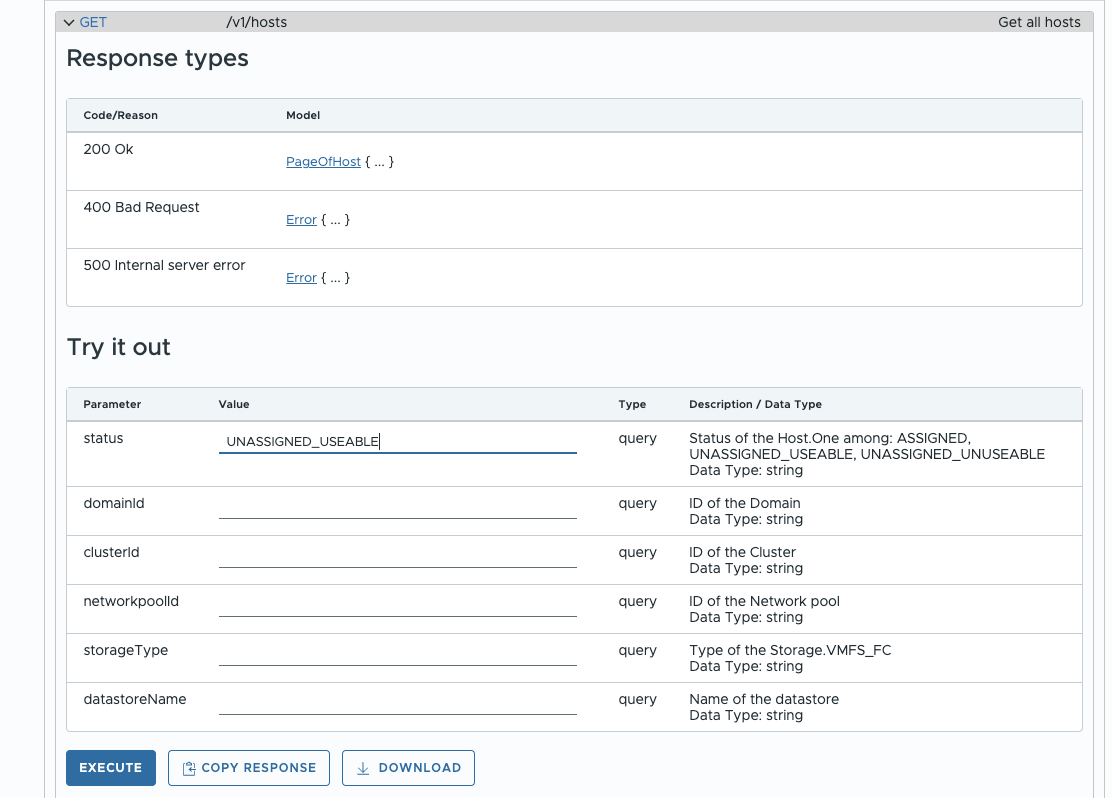 GET /v1/hosts Get all hosts
Response types
Code/Reason Model
200 Ok
PageOfHost { ... }
400 Bad Request
Error { ... }
500 Internal server error
Error { ... }
Try it out
Parameter Value Type Description / Data Type
status UNASSIGNED_USEABLE query Status of the Host.One among: ASSIGNED,
UNASSIGNED_USEABLE, UNASSIGNED_UNUSEABLE
Data Type: string
domainId query ID of the Domain
Data Type: string
clusterId query ID of the Cluster
Data Type: string
networkpoolId query ID of the Network pool
Data Type: string
storageType query Type of the Storage.VMFS_FC
Data Type: string
datastoreName query Name of the datastore
Data Type: string
EXECUTE COPY RESPONSE DOWNLOAD